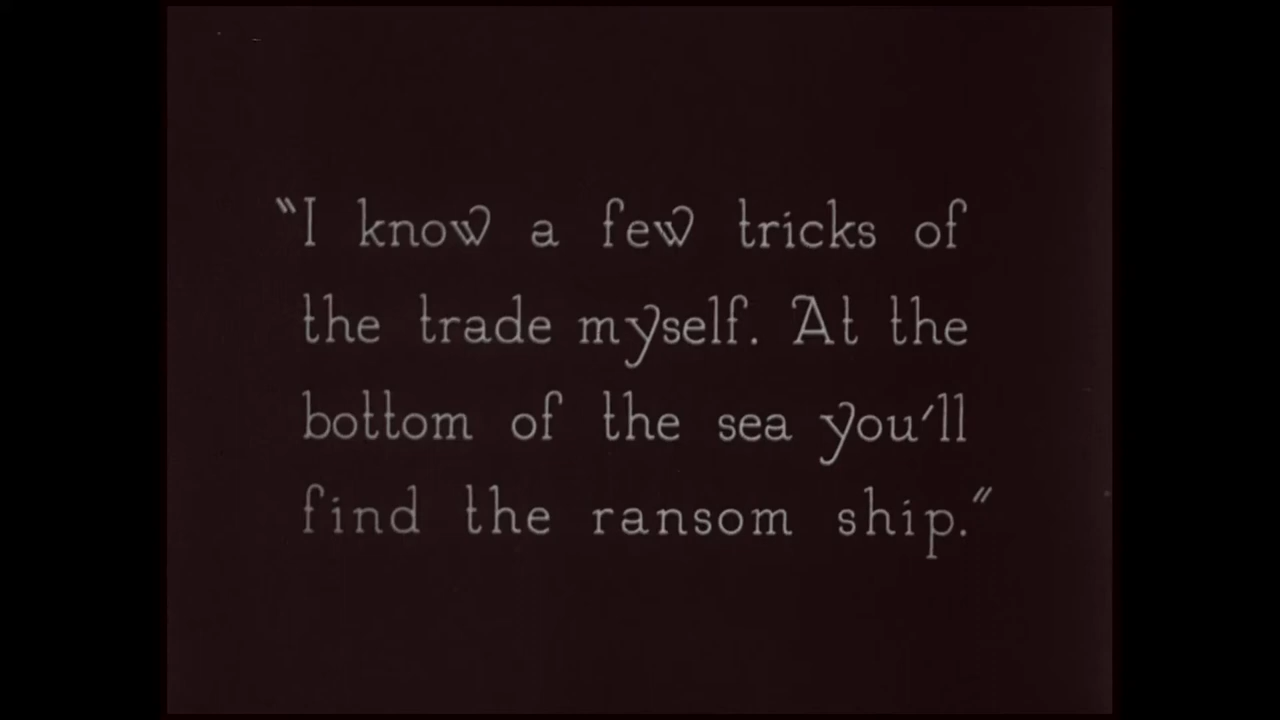 “I know a few tricks of
the trade myself. At the
bottom of the sea you'll
find the ransom ship.”